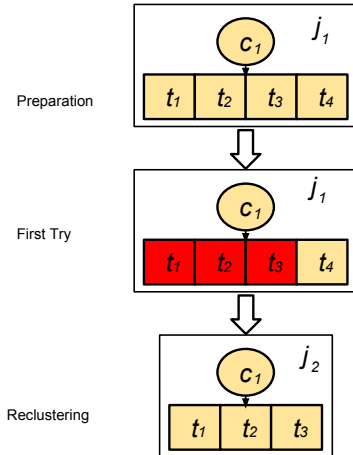 j1
c1
Preparation
t1 t2 t3 t4
j1
c1
First Try
t1 t2 t3 t4
j2
c1
Reclustering
t1 t2 t3